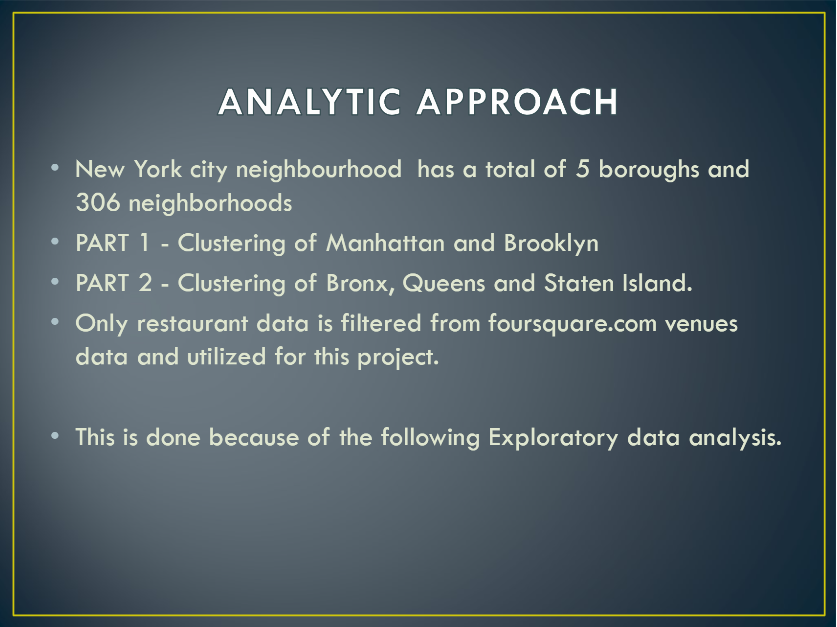 ANALYTIC APPROACH
• New York city neighbourhood  has a total of 5 boroughs and
306 neighborhoods
• PART 1 - Clustering of Manhattan and Brooklyn
• PART 2 - Clustering of Bronx, Queens and Staten Island.
• Only restaurant data is filtered from foursquare.com venues
data and utilized for this project.
• This is done because of the following Exploratory data analysis.